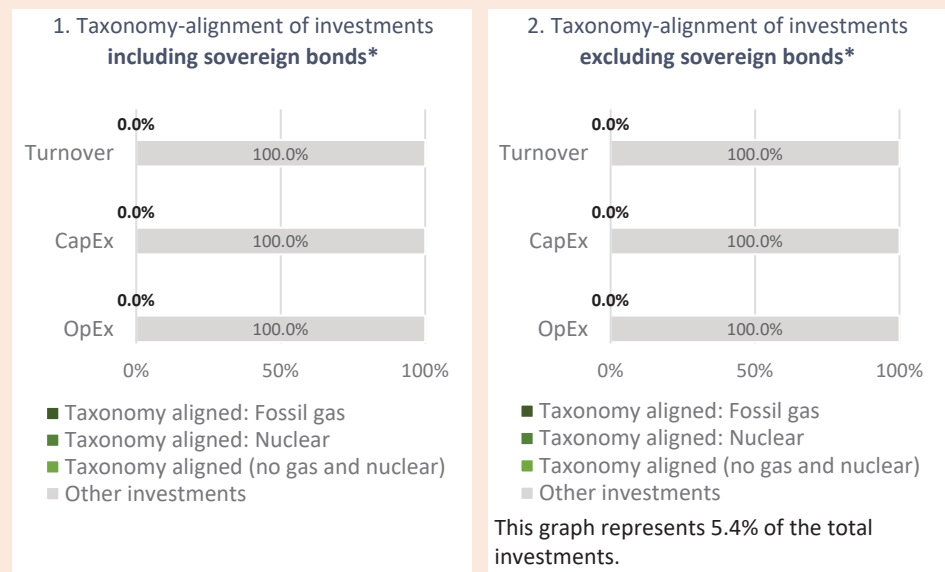 1. Taxonomy-alignment of investments
including sovereign bonds*
0.0%
Turnover 100.0%
0.0%
CapEx 100.0%
0.0%
OpEx 100.0%
0% 50% 100%
Taxonomy aligned: Fossil gas
Taxonomy aligned: Nuclear
Taxonomy aligned (no gas and nuclear)
Other investments
2. Taxonomy-alignment of investments
excluding sovereign bonds*
0.0%
Turnover 100.0%
0.0%
CapEx 100.0%
0.0%
OpEx 100.0%
0% 50% 100%
Taxonomy aligned: Fossil gas
Taxonomy aligned: Nuclear
Taxonomy aligned (no gas and nuclear)
Other investments
This graph represents 5.4% of the total
investments.